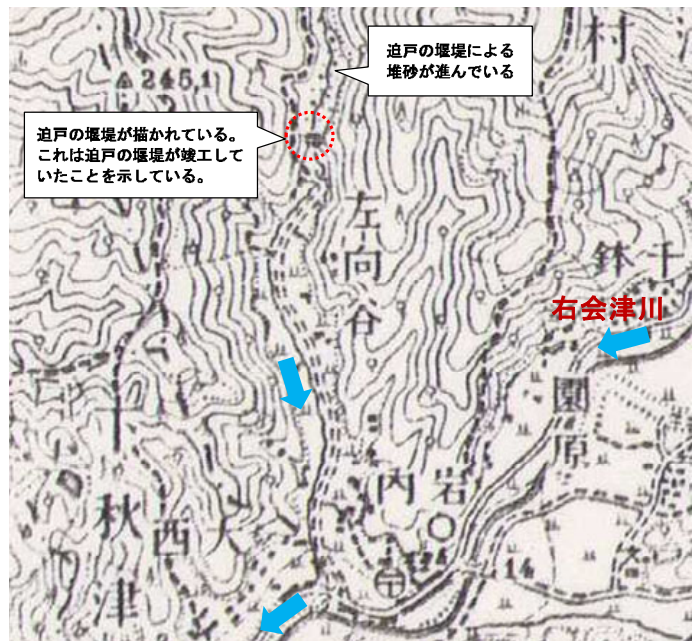 迫戸の堰堤による
堆砂が進んでいる
村
245,1
迫戸の堰堤が描かれている。
これは迫戸の堰堤が竣工して
いたことを示している。
左向谷
千鉢
右会津川
園原
岩内
大西
秋津
14